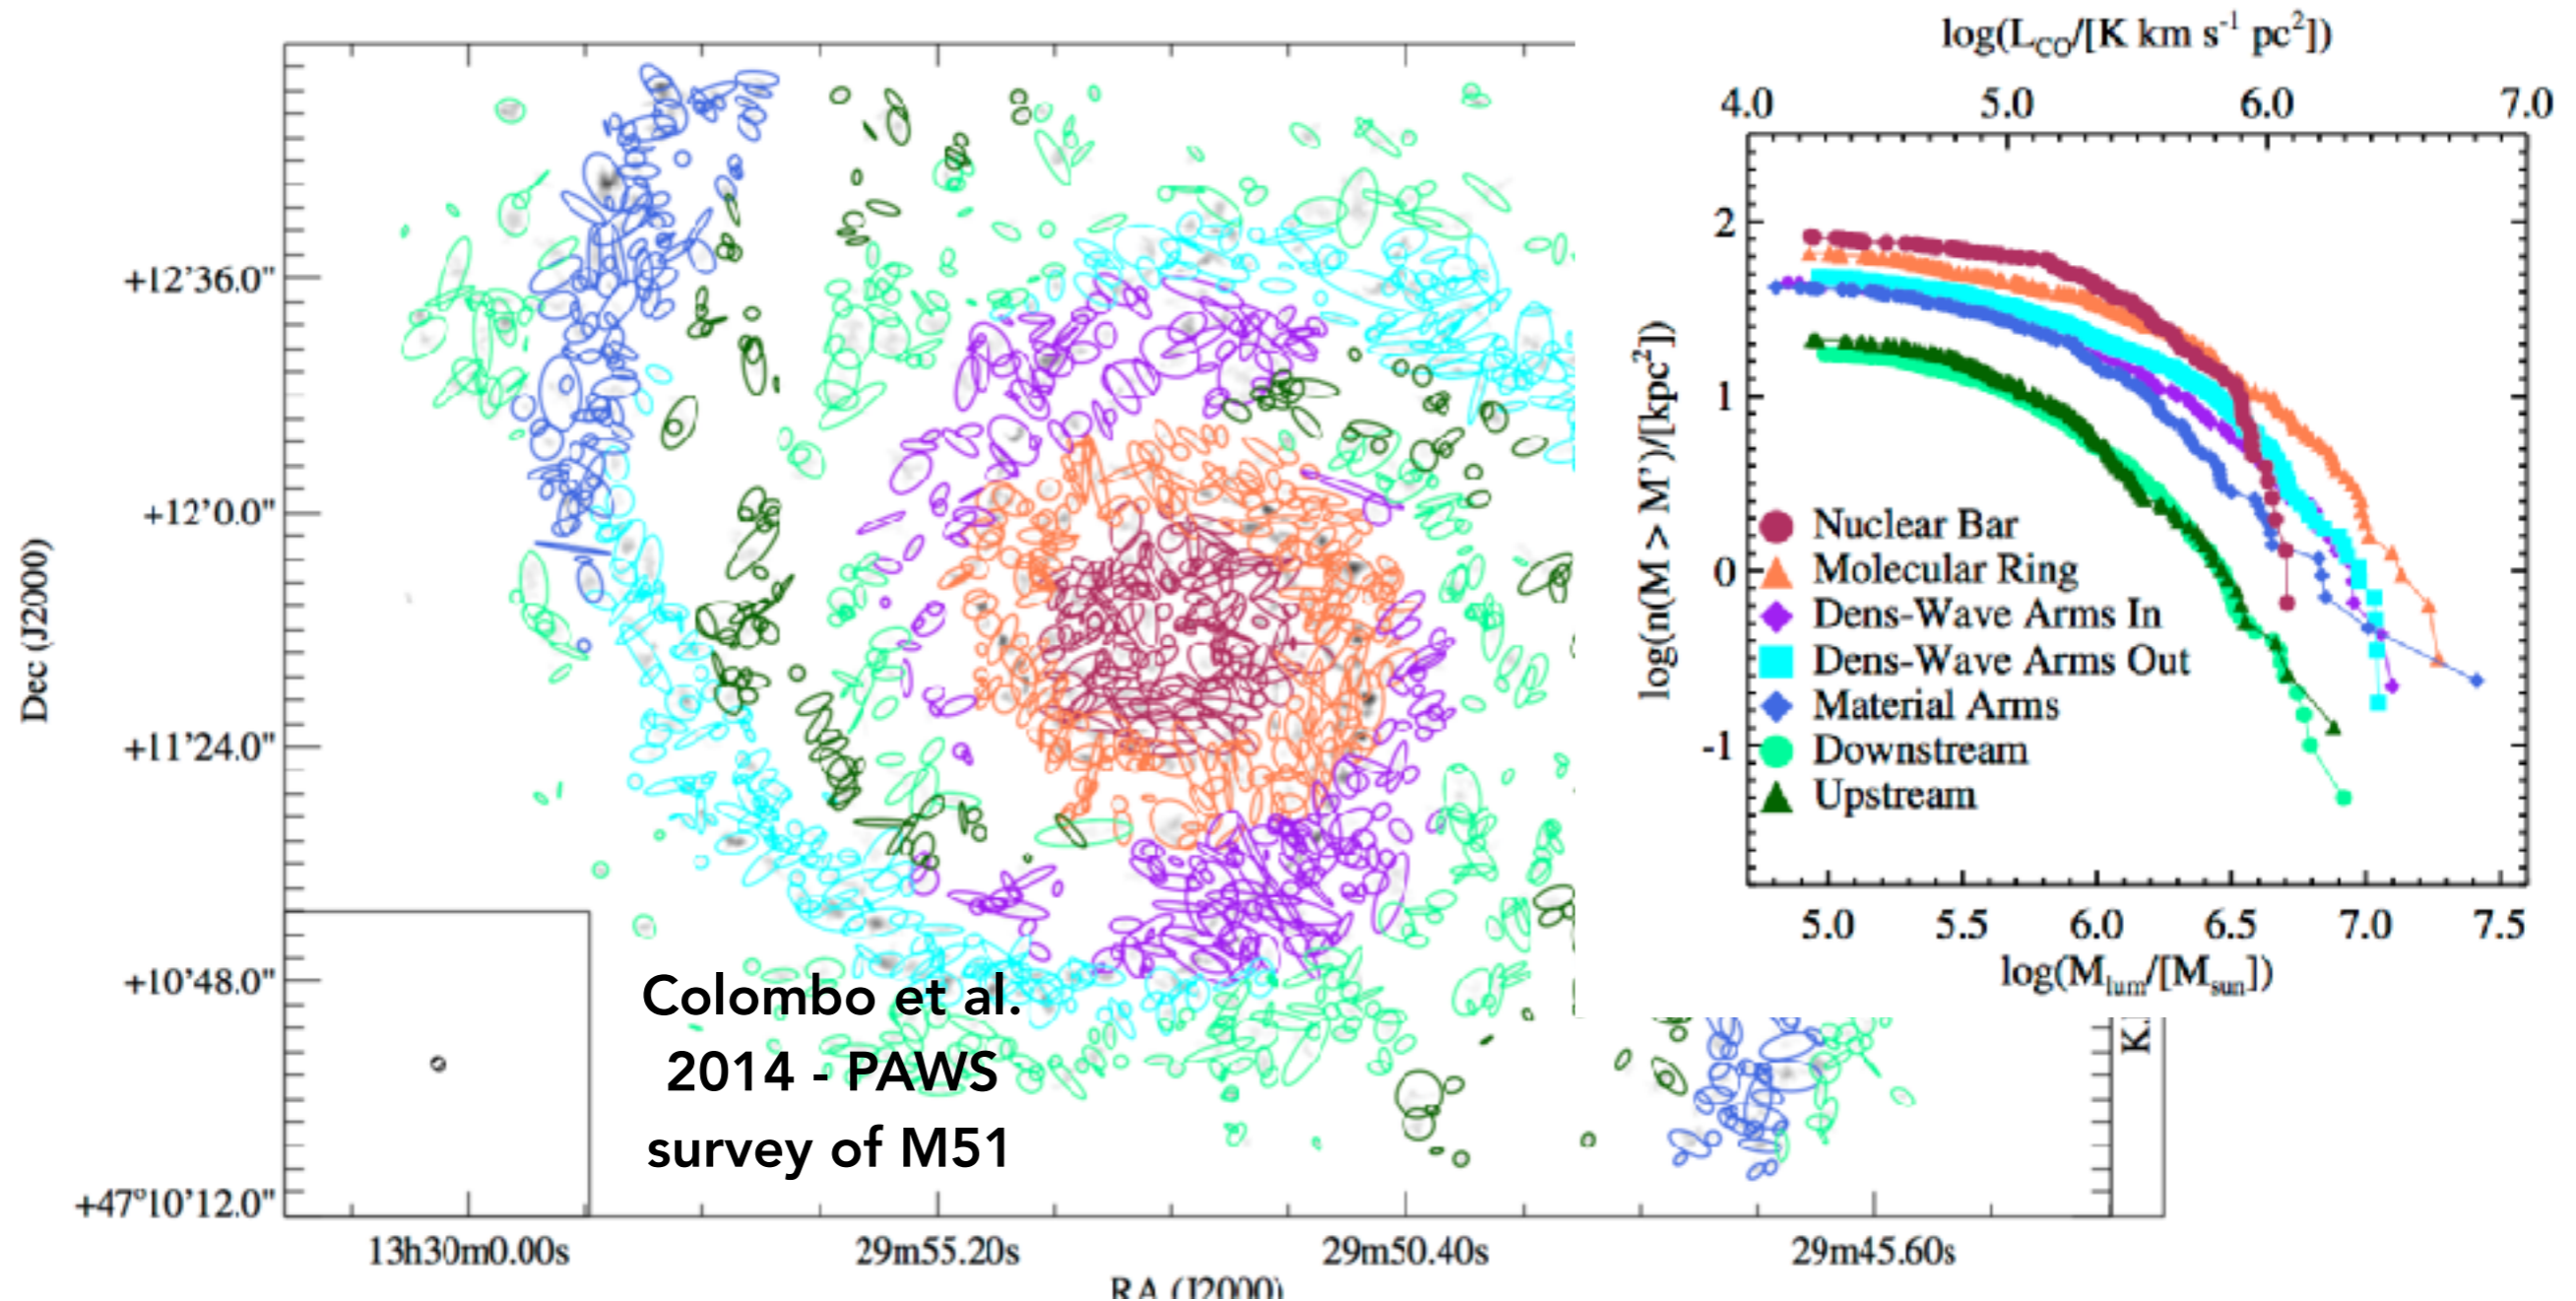 log(L_CO/[K km s^-1 pc^2])
4.0 5.0 6.0 7.0
2
1
0
-1
log(n(M > M')/[kpc^2])
Nuclear Bar
Molecular Ring
Dens-Wave Arms In
Dens-Wave Arms Out
Material Arms
Downstream
Upstream
5.0 5.5 6.0 6.5 7.0 7.5
log(M_lum/[M_sun])
+12'36.0"
+12'0.0"
+11'24.0"
+10'48.0"
+47°10'12.0"
Dec (J2000)
Colombo et al.
2014 - PAWS
survey of M51
K.
13h30m0.00s 29m55.20s 29m50.40s 29m45.60s
RA (J2000)